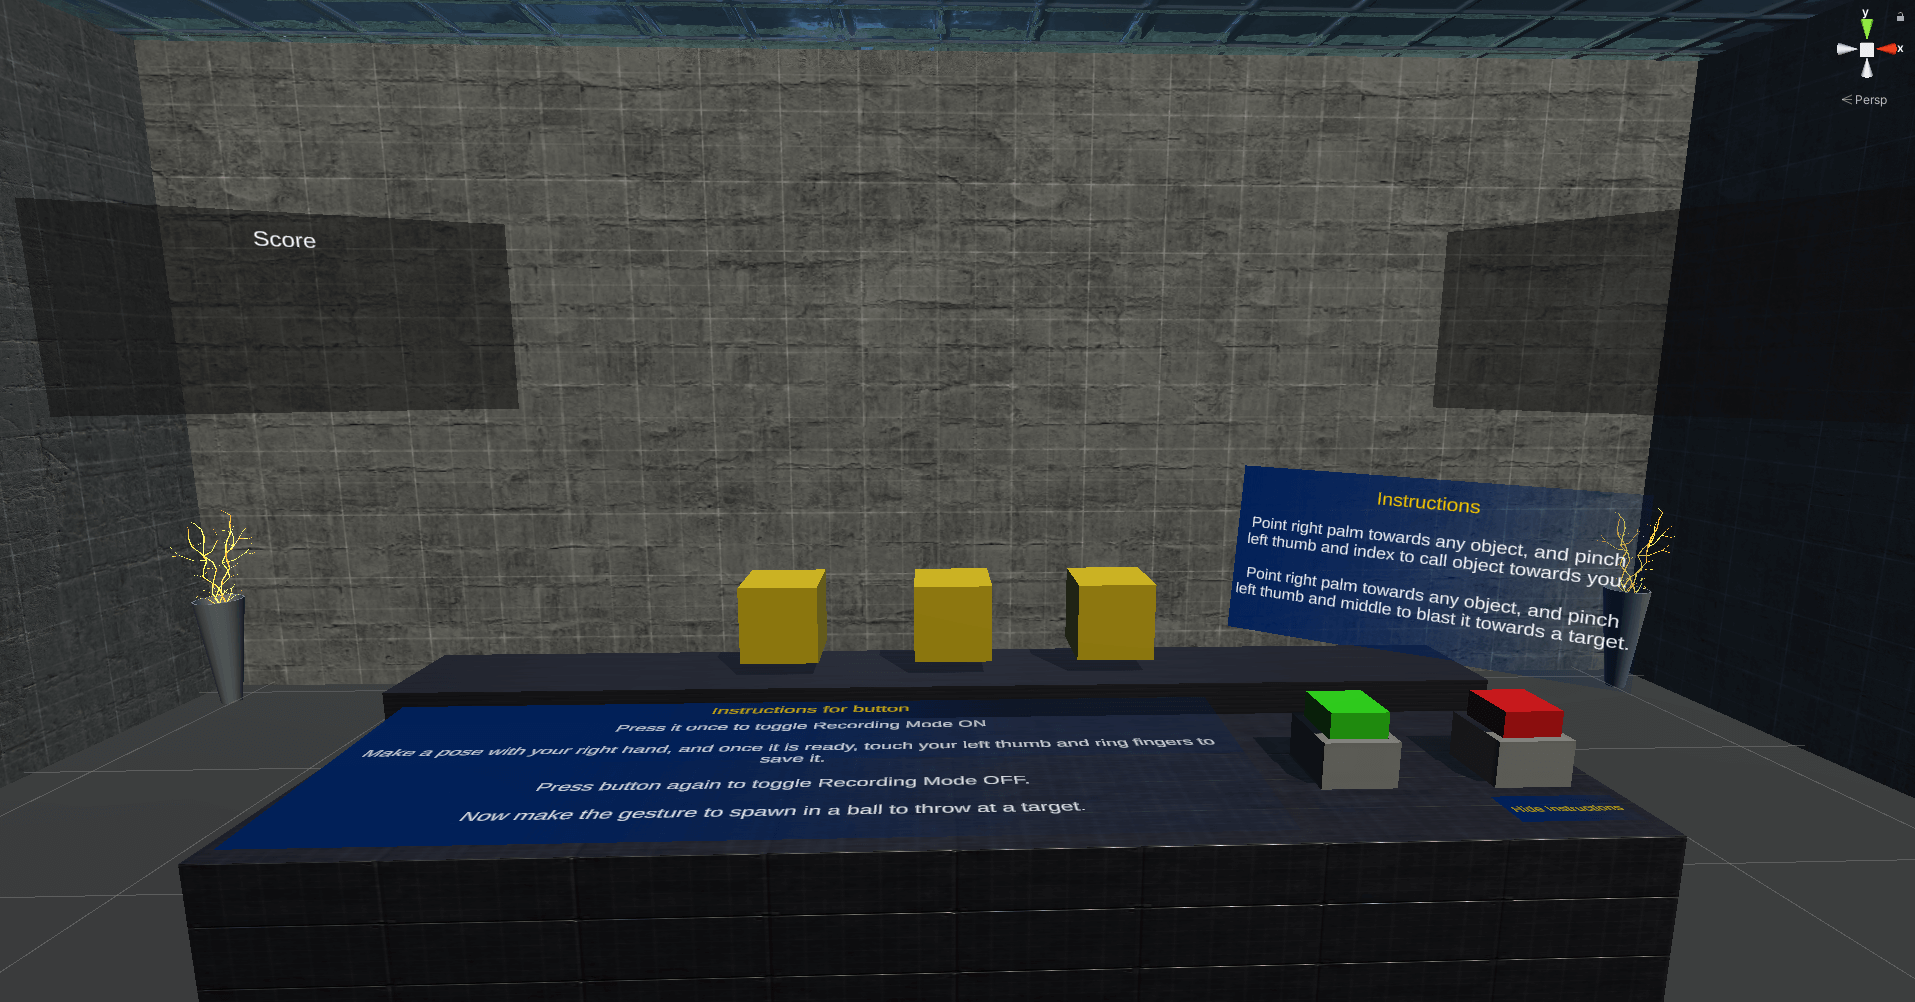 y
x
< Persp
Score
Instructions
Point right palm towards any object, and pinch
left thumb and index to call object towards you.
Point right palm towards any object, and pinch
left thumb and middle to blast it towards a target.
Instructions for button
Press it once to toggle Recording Mode ON
Make a pose with your right hand, and once it is ready, touch your left thumb and ring fingers to
save it.
Press button again to toggle Recording Mode OFF.
Now make the gesture to spawn in a ball to throw at a target.
Hide Instructions